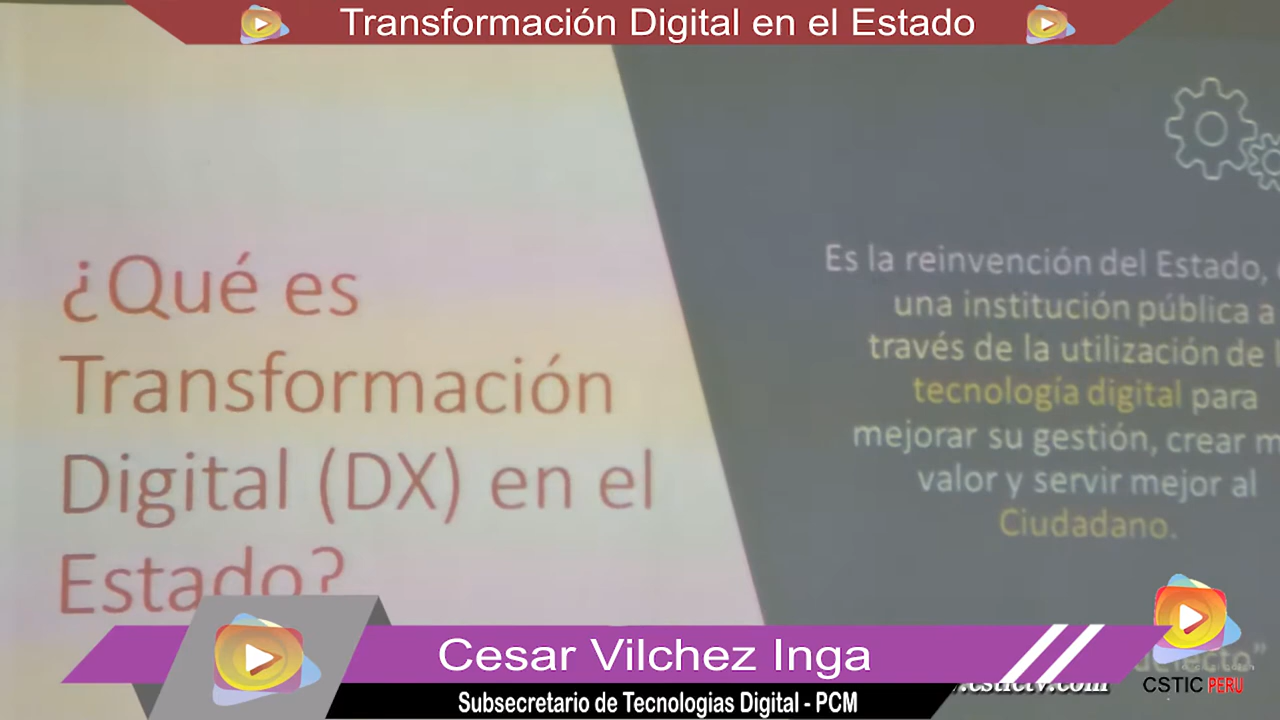 Transformación Digital en el Estado
¿Qué es
Transformación
Digital (DX) en el
Estado?
Es la reinvención del Estado,
una institución pública a
través de la utilización de
tecnología digital para
mejorar su gestión, crear
valor y servir mejor al
Ciudadano.
Cesar Vilchez Inga
Subsecretario de Tecnologias Digital - PCM
.cstictv.com
CSTIC PERU